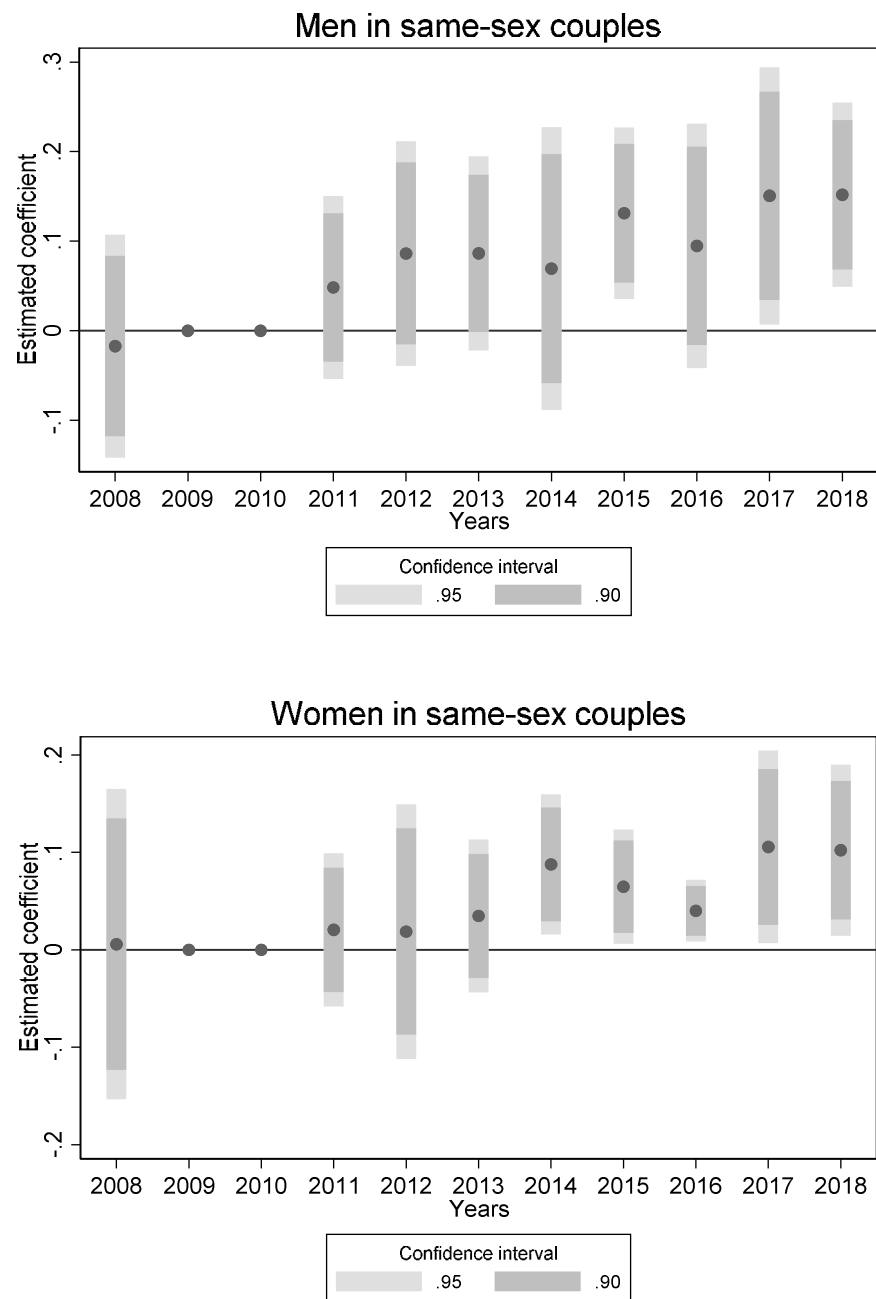 Men in same-sex couples
Estimated coefficient
.3
.2
.1
0
-.1
2008 2009 2010 2011 2012 2013 2014 2015 2016 2017 2018
Years
Confidence interval
.95 .90
Women in same-sex couples
Estimated coefficient
.2
.1
0
-.1
-.2
2008 2009 2010 2011 2012 2013 2014 2015 2016 2017 2018
Years
Confidence interval
.95 .90